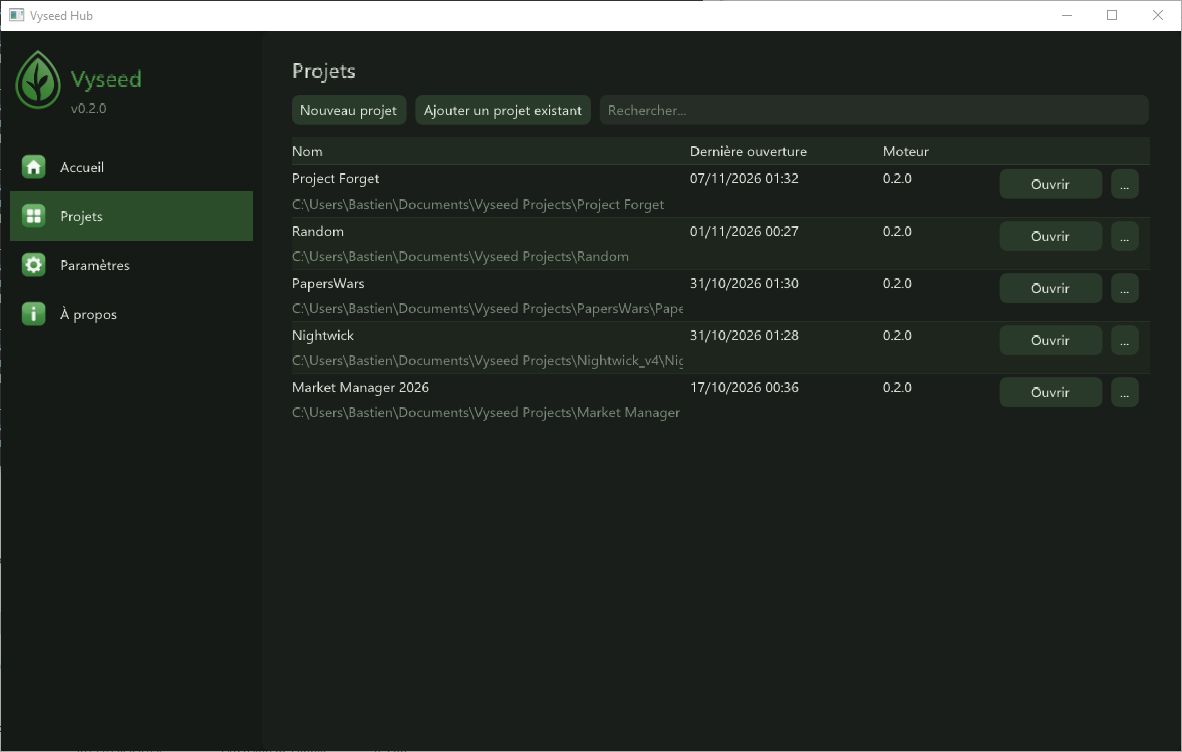 Vyseed Hub
Vyseed
v0.2.0
Accueil
Projets
Paramètres
À propos
Projets
Nouveau projet Ajouter un projet existant Rechercher...
Nom Dernière ouverture Moteur
Project Forget 07/11/2026 01:32 0.2.0 Ouvrir ...
C:\Users\Bastien\Documents\Vyseed Projects\Project Forget
Random 01/11/2026 00:27 0.2.0 Ouvrir ...
C:\Users\Bastien\Documents\Vyseed Projects\Random
PapersWars 31/10/2026 01:30 0.2.0 Ouvrir ...
C:\Users\Bastien\Documents\Vyseed Projects\PapersWars\Pape
Nightwick 31/10/2026 01:28 0.2.0 Ouvrir ...
C:\Users\Bastien\Documents\Vyseed Projects\Nightwick_v4\Nig
Market Manager 2026 17/10/2026 00:36 0.2.0 Ouvrir ...
C:\Users\Bastien\Documents\Vyseed Projects\Market Manager